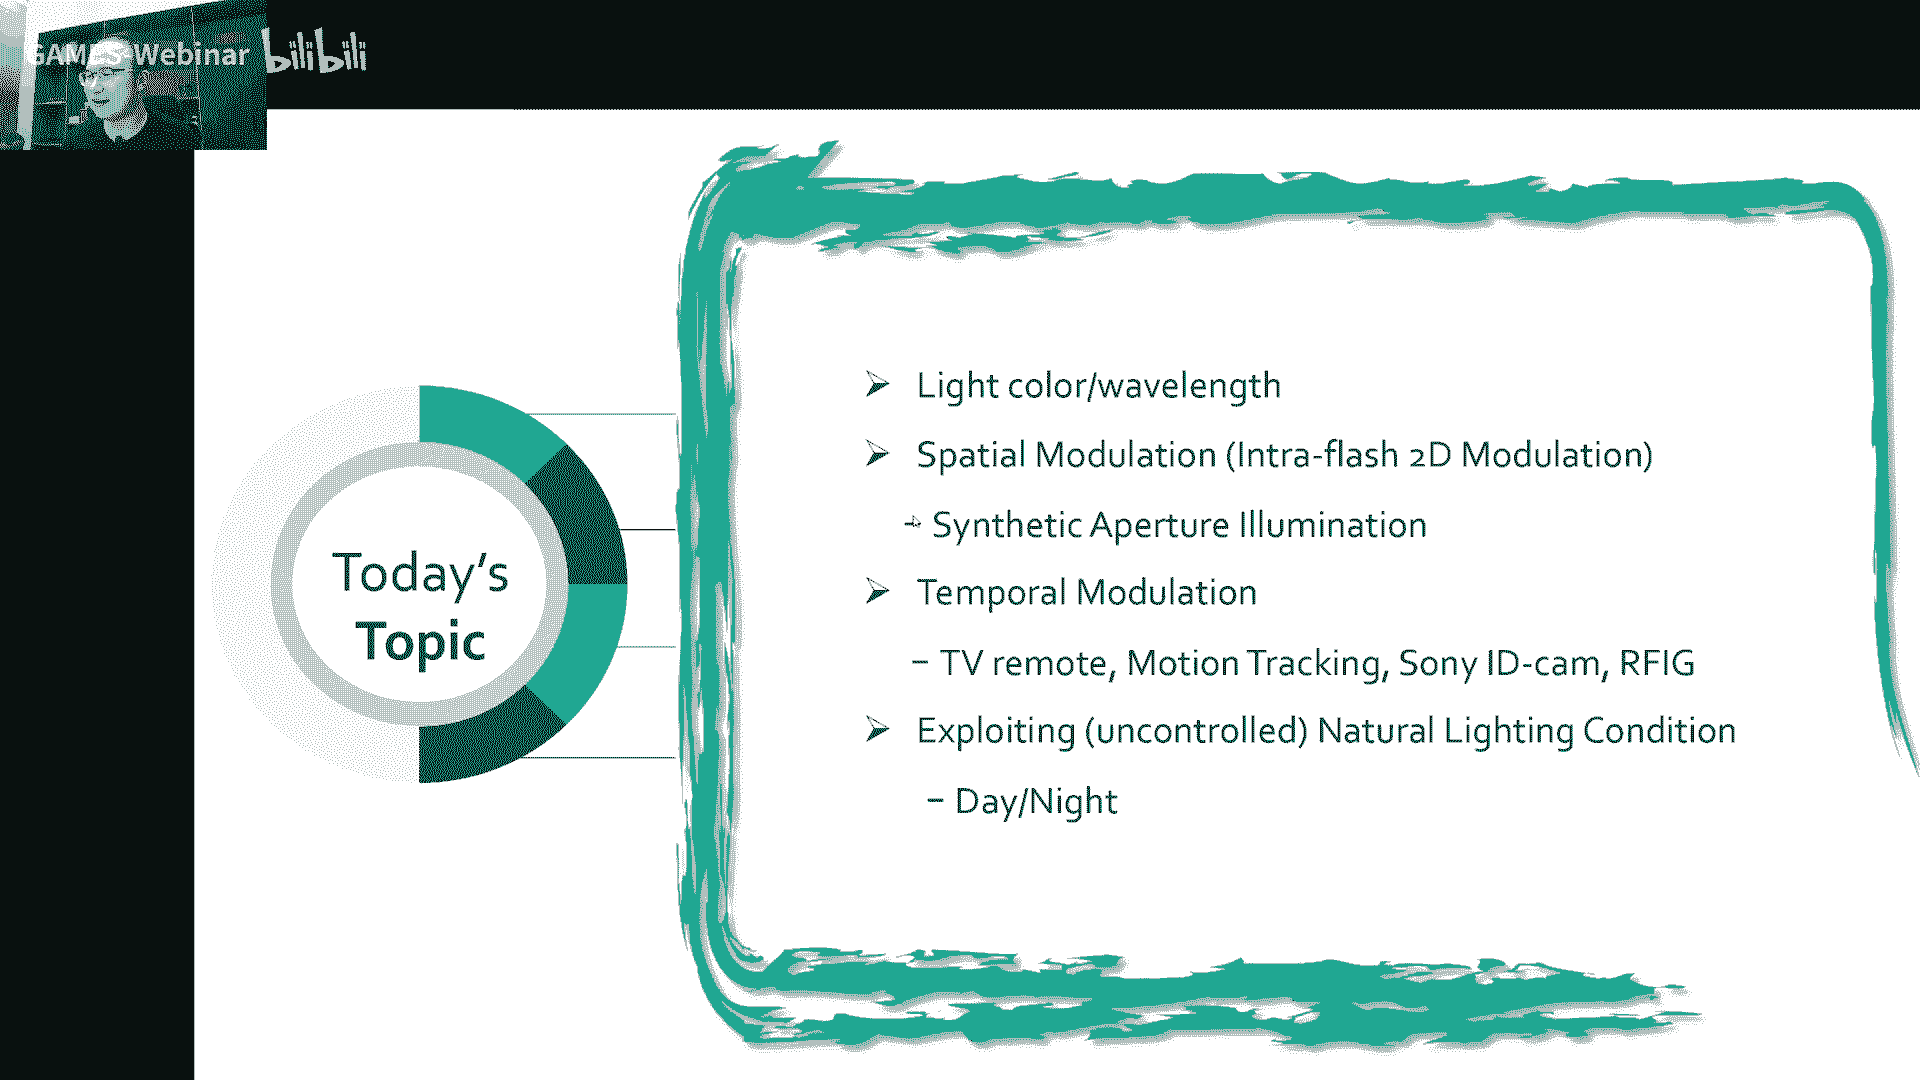 GAMES-Webinar bilibili
Today's
Topic
Light color/wavelength
Spatial Modulation (Intra-flash 2D Modulation)
- Synthetic Aperture Illumination
Temporal Modulation
– TV remote, Motion Tracking, Sony ID-cam, RFIG
Exploiting (uncontrolled) Natural Lighting Condition
– Day/Night